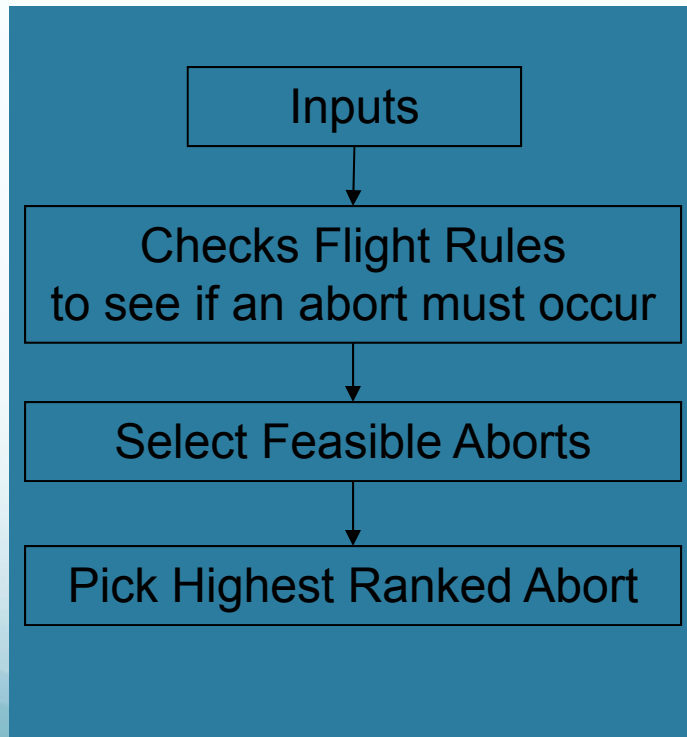 Inputs
Checks Flight Rules
to see if an abort must occur
Select Feasible Aborts
Pick Highest Ranked Abort